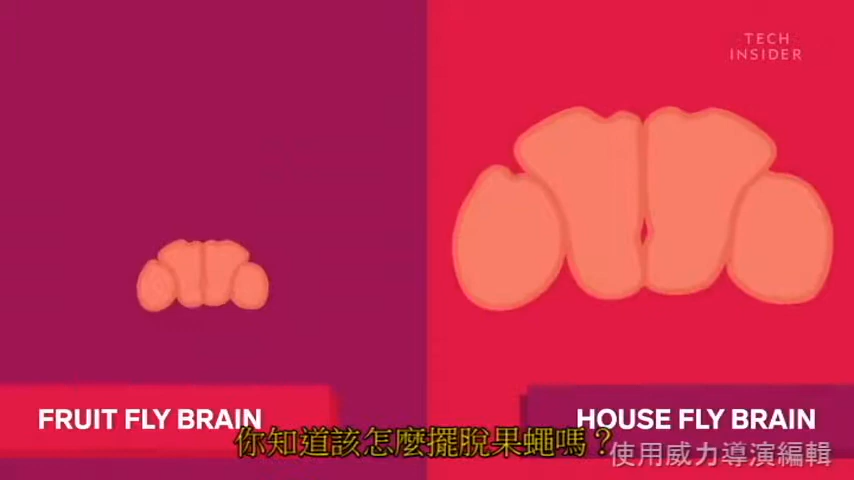 TECH
INSIDER
FRUIT FLY BRAIN
HOUSE FLY BRAIN
你知道該怎麼擺脫果蠅嗎？
使用威力導演編輯